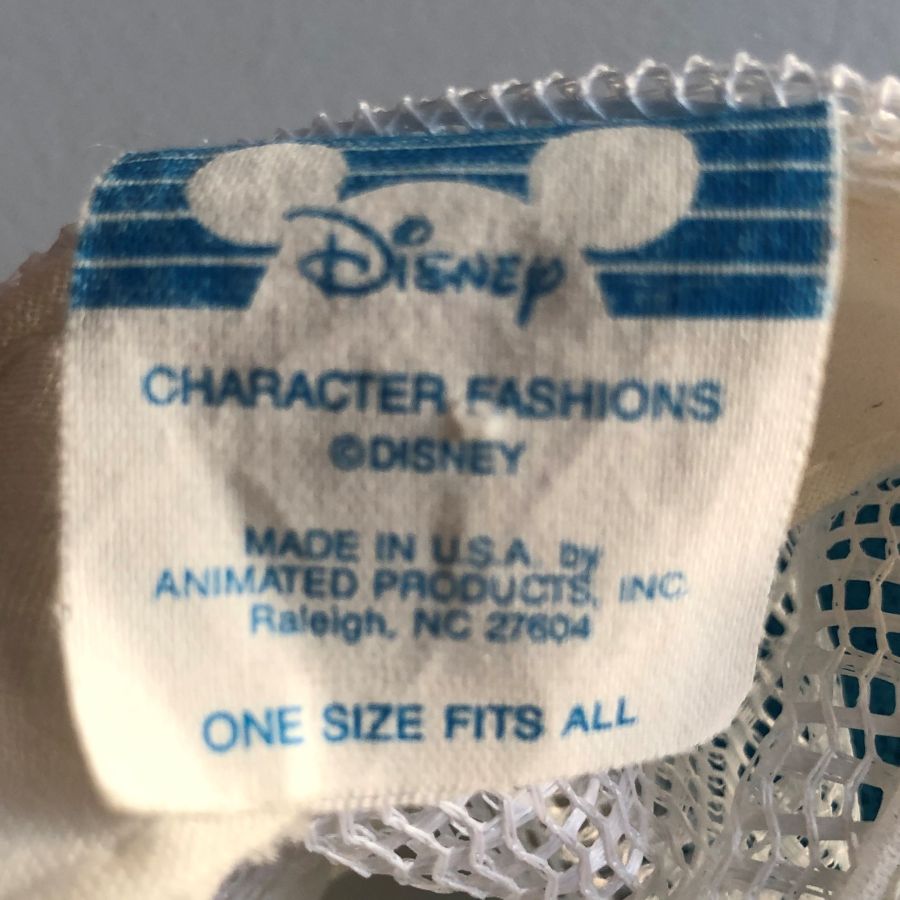 Disney
CHARACTER FASHIONS
©DISNEY
MADE IN U.S.A. by
ANIMATED PRODUCTS, INC.
Raleigh, NC 27604
ONE SIZE FITS ALL